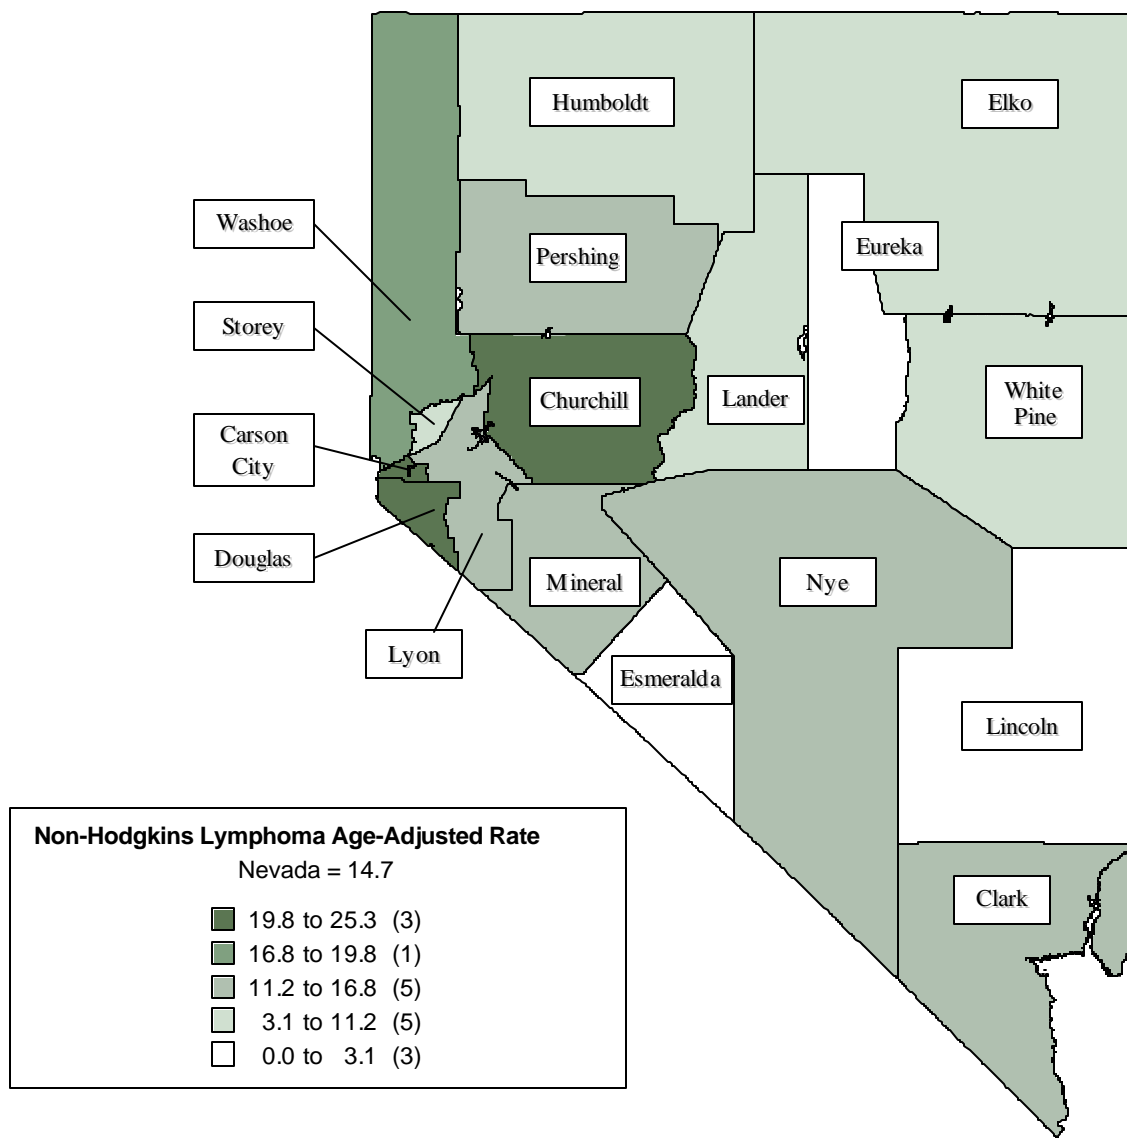 Humboldt
Elko
Washoe
Pershing
Eureka
Storey
Churchill
Lander
White
Pine
Carson
City
Douglas
Mineral
Nye
Lyon
Esmeralda
Lincoln
Clark
Non-Hodgkins Lymphoma Age-Adjusted Rate
Nevada = 14.7
19.8 to 25.3 (3)
16.8 to 19.8 (1)
11.2 to 16.8 (5)
3.1 to 11.2 (5)
0.0 to 3.1 (3)